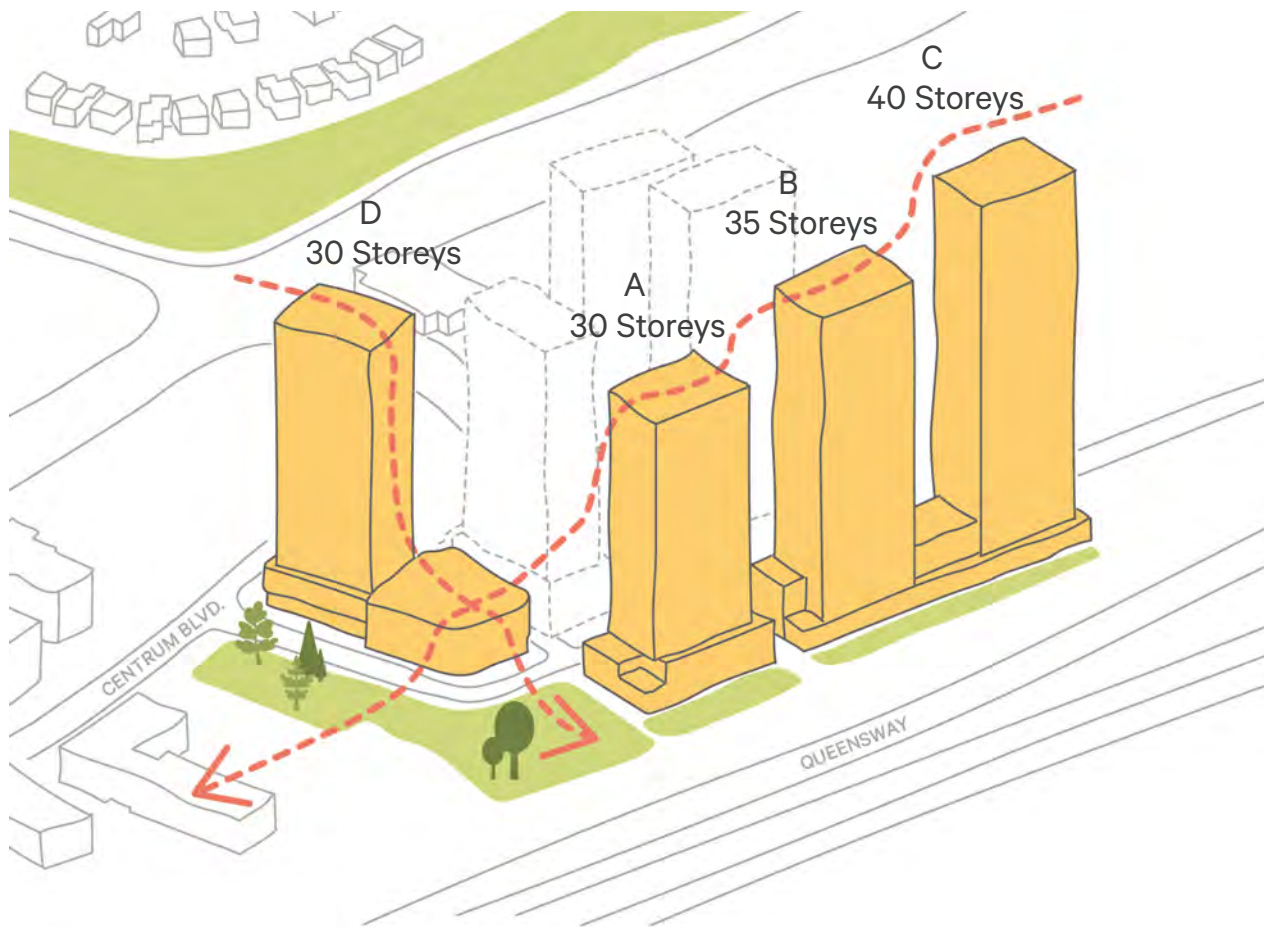 C
40 Storeys
B
35 Storeys
D
30 Storeys
A
30 Storeys
CENTRUM BLVD.
QUEENSWAY